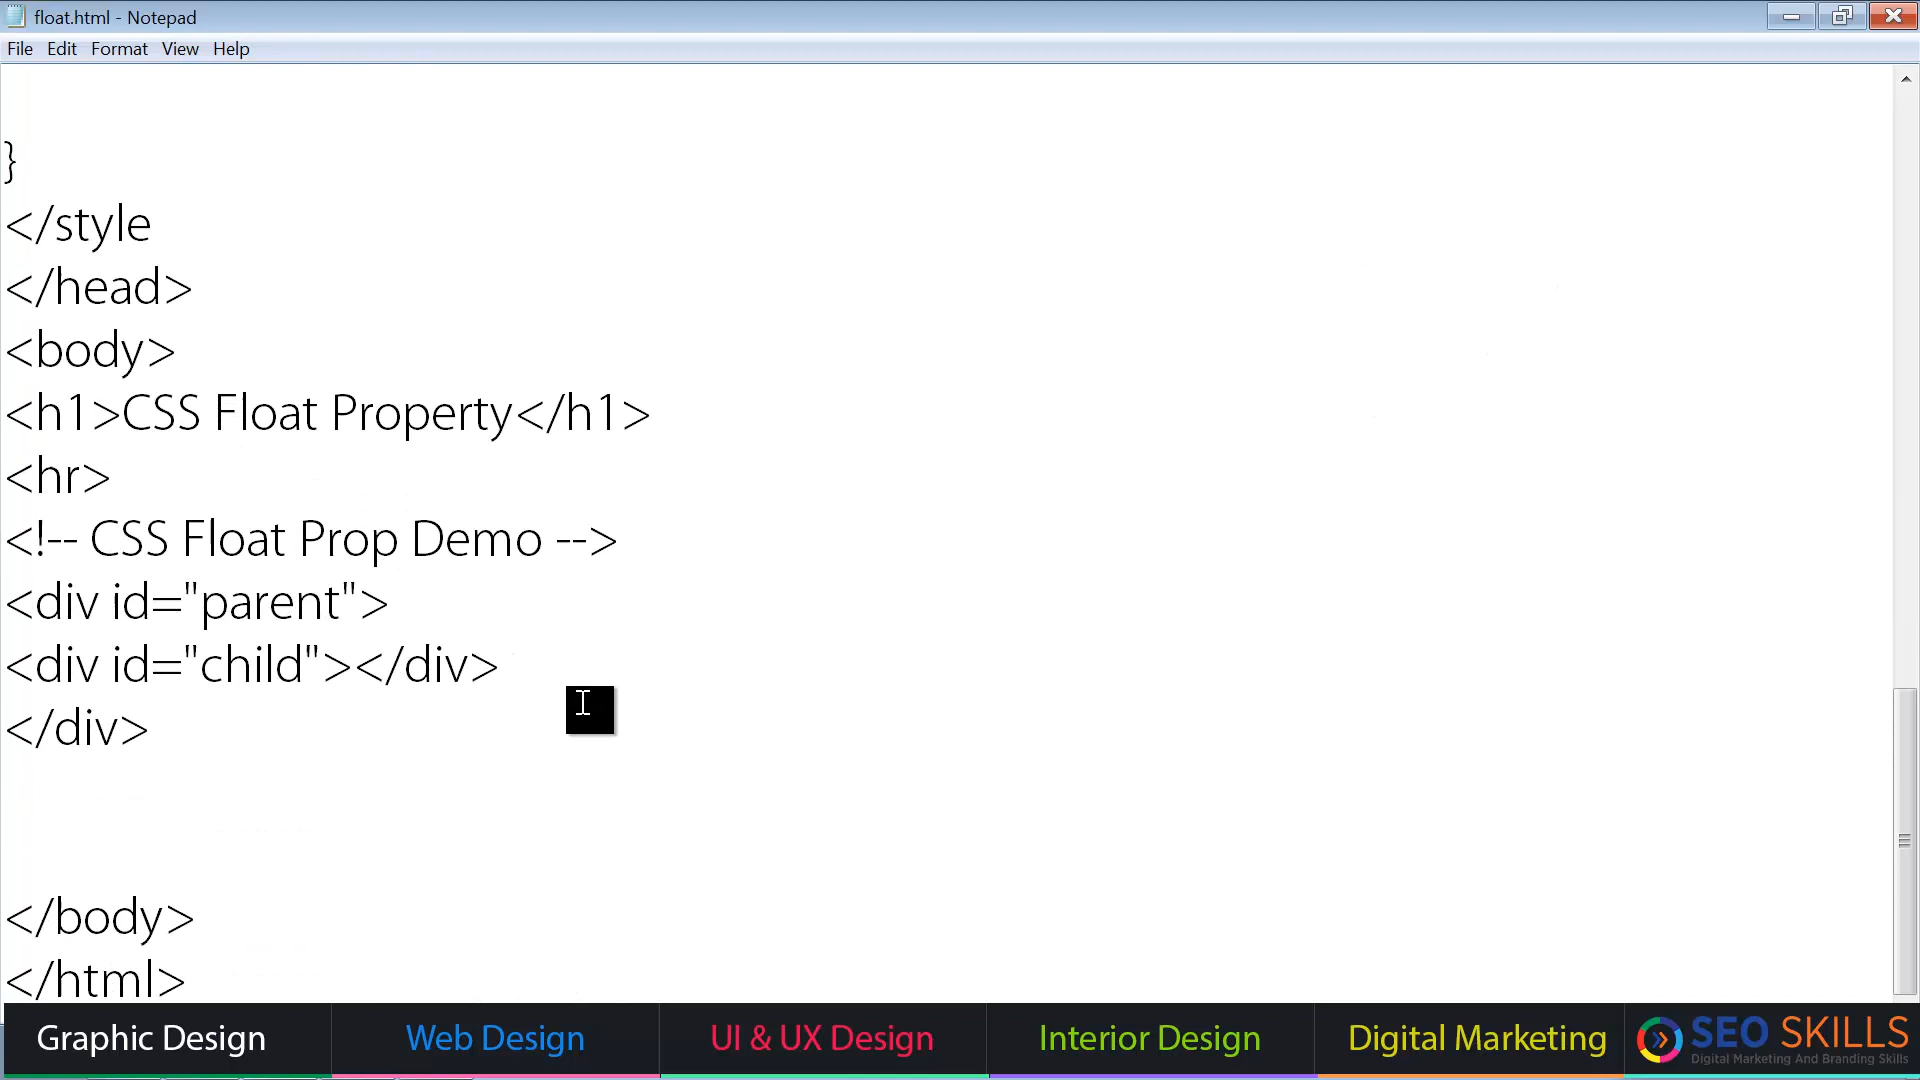 float.html - Notepad
File Edit Format View Help
}
</style
</head>
<body>
<h1>CSS Float Property</h1>
<hr>
<!-- CSS Float Prop Demo -->
<div id="parent">
<div id="child"></div>
</div>
</body>
</html>
Graphic Design Web Design UI & UX Design Interior Design Digital Marketing SEO SKILLS
Digital Marketing And Branding Skills